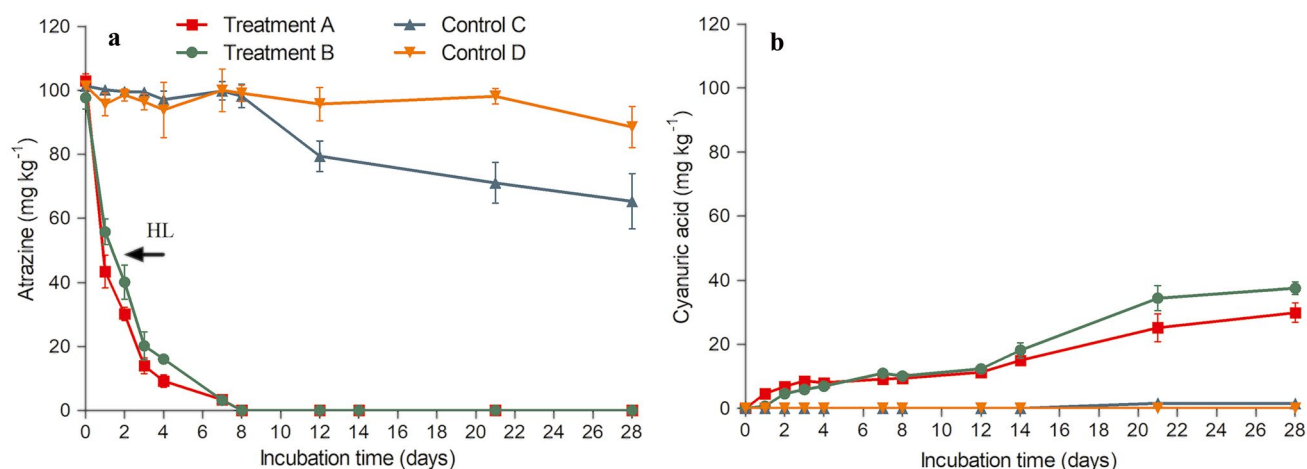 a
Treatment A
Treatment B
Control C
Control D
HL
Atrazine (mg kg⁻¹)
120
100
80
60
40
20
0
0 2 4 6 8 10 12 14 16 18 20 22 24 26 28
Incubation time (days)
b
Cyanuric acid (mg kg⁻¹)
120
100
80
60
40
20
0
0 2 4 6 8 10 12 14 16 18 20 22 24 26 28
Incubation time (days)